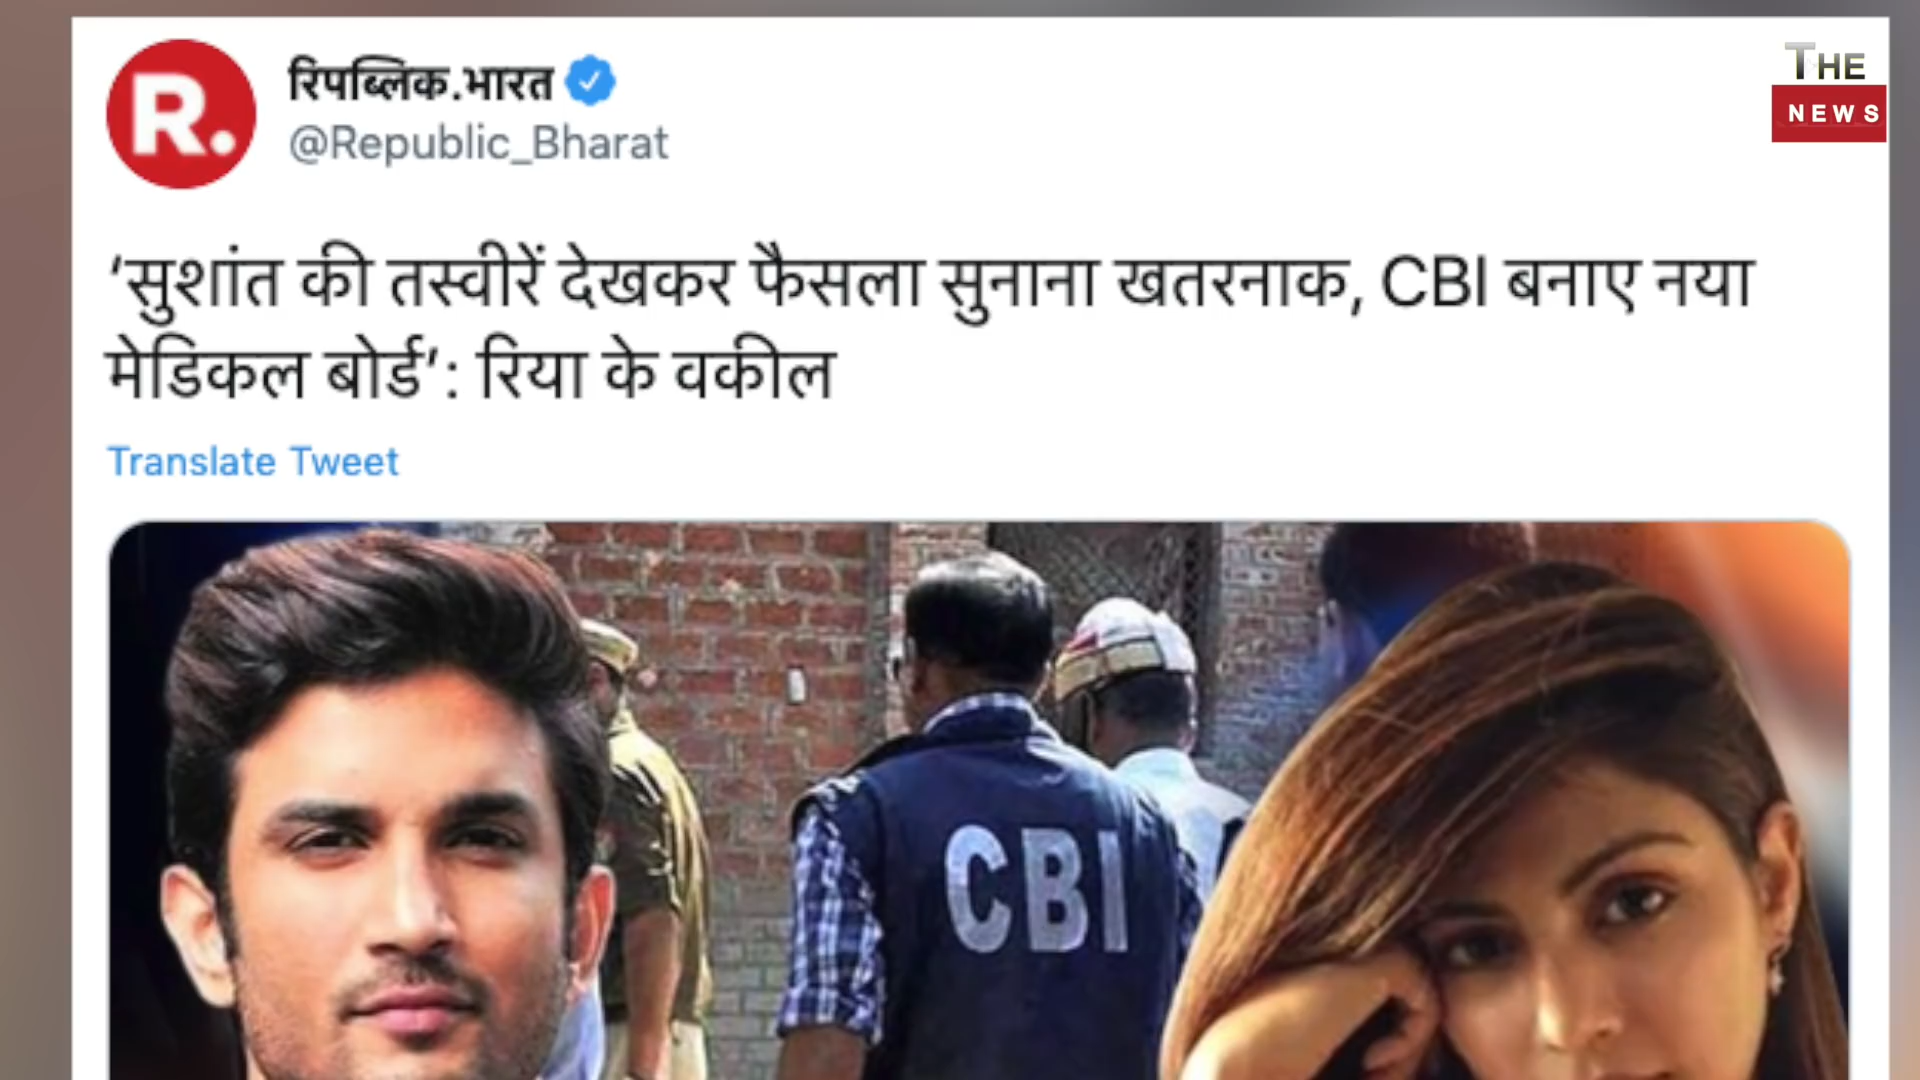 R.
रिपब्लिक.भारत
@Republic_Bharat
THE
NEWS
‘सुशांत की तस्वीरें देखकर फैसला सुनाना खतरनाक, CBI बनाए नया
मेडिकल बोर्ड’: रिया के वकील
Translate Tweet
CBI